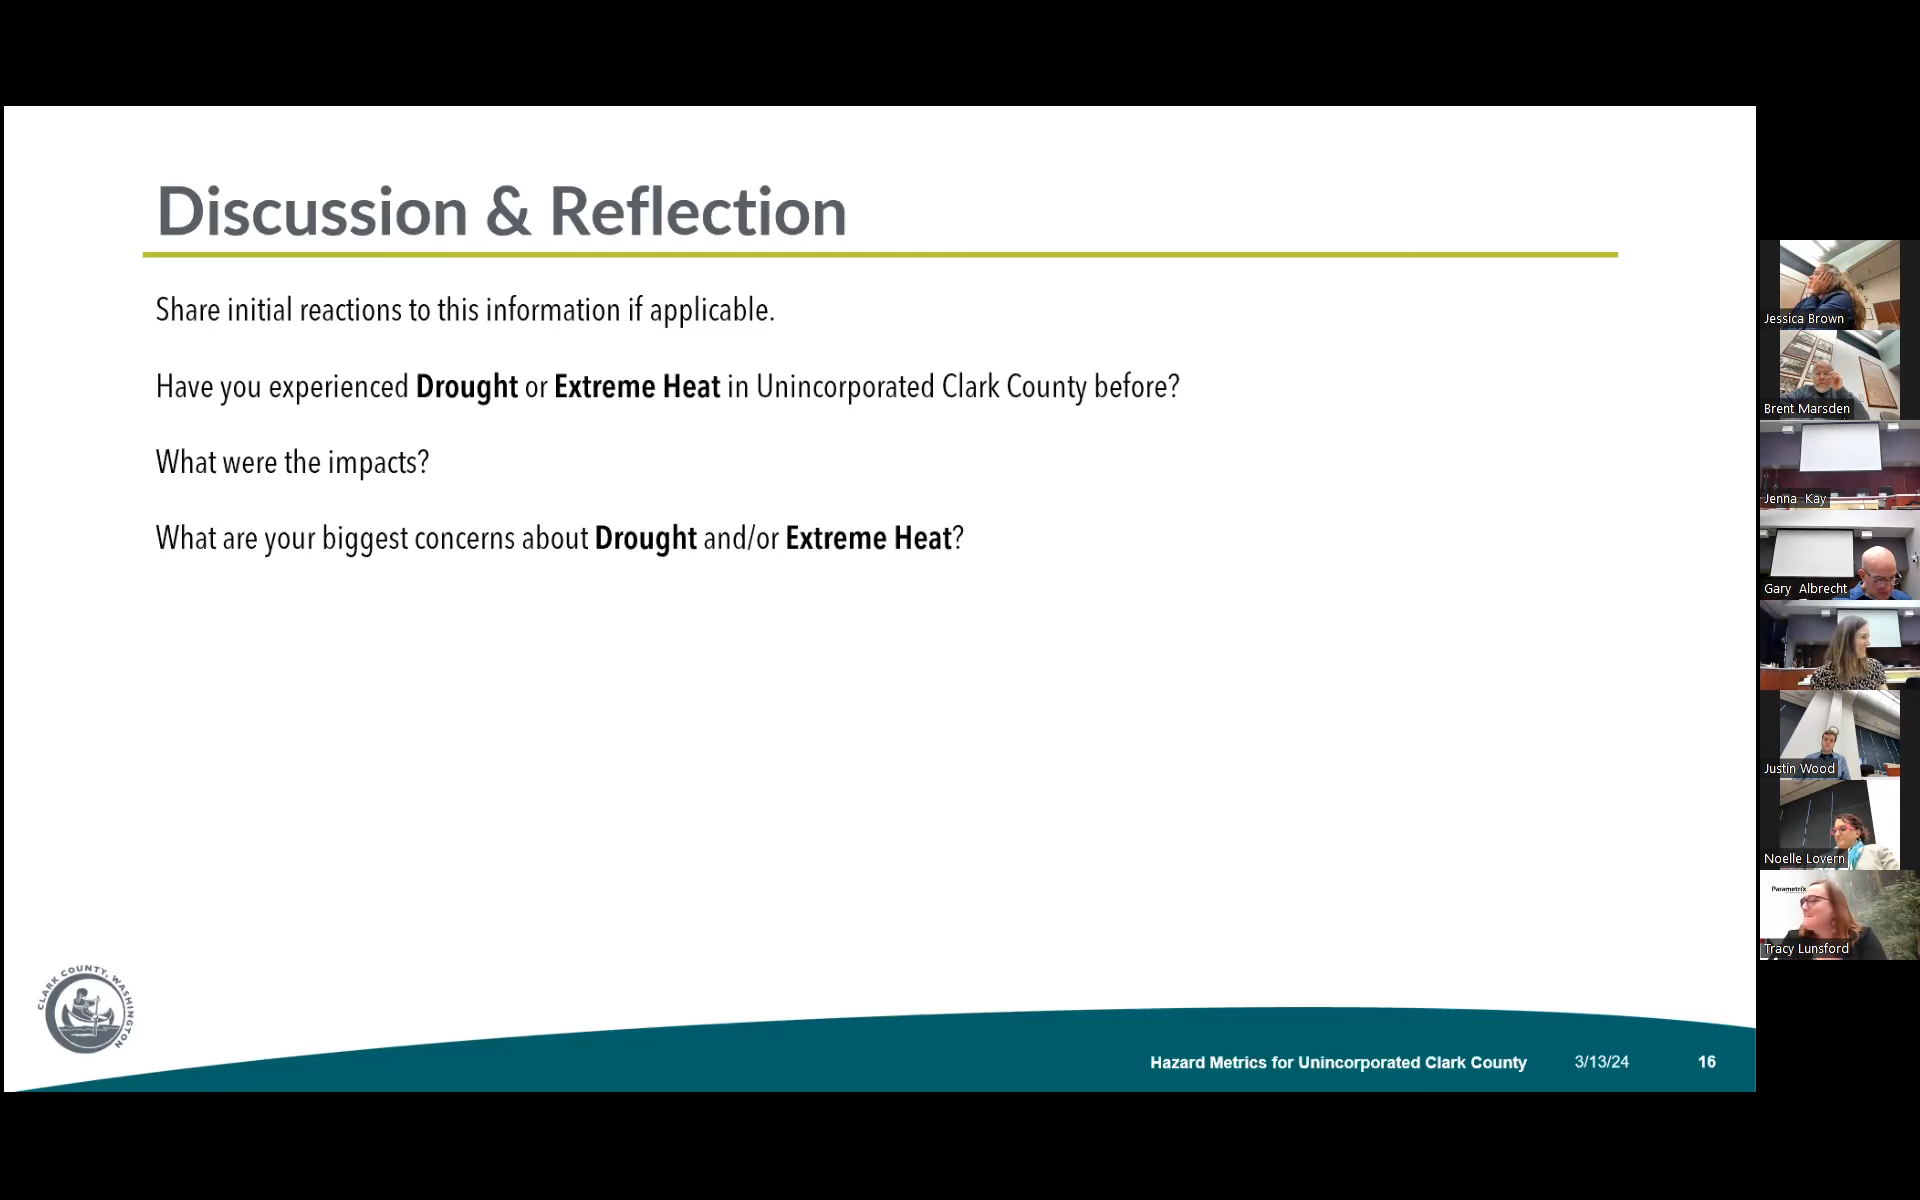 Discussion & Reflection
Share initial reactions to this information if applicable.
Have you experienced Drought or Extreme Heat in Unincorporated Clark County before?
What were the impacts?
What are your biggest concerns about Drought and/or Extreme Heat?
CLARK COUNTY, WASHINGTON
Hazard Metrics for Unincorporated Clark County
3/13/24
16
Jessica Brown
Brent Marsden
Jenna Kay
Gary Albrecht
Justin Wood
Noelle Lovern
Parametrix
Tracy Lunsford